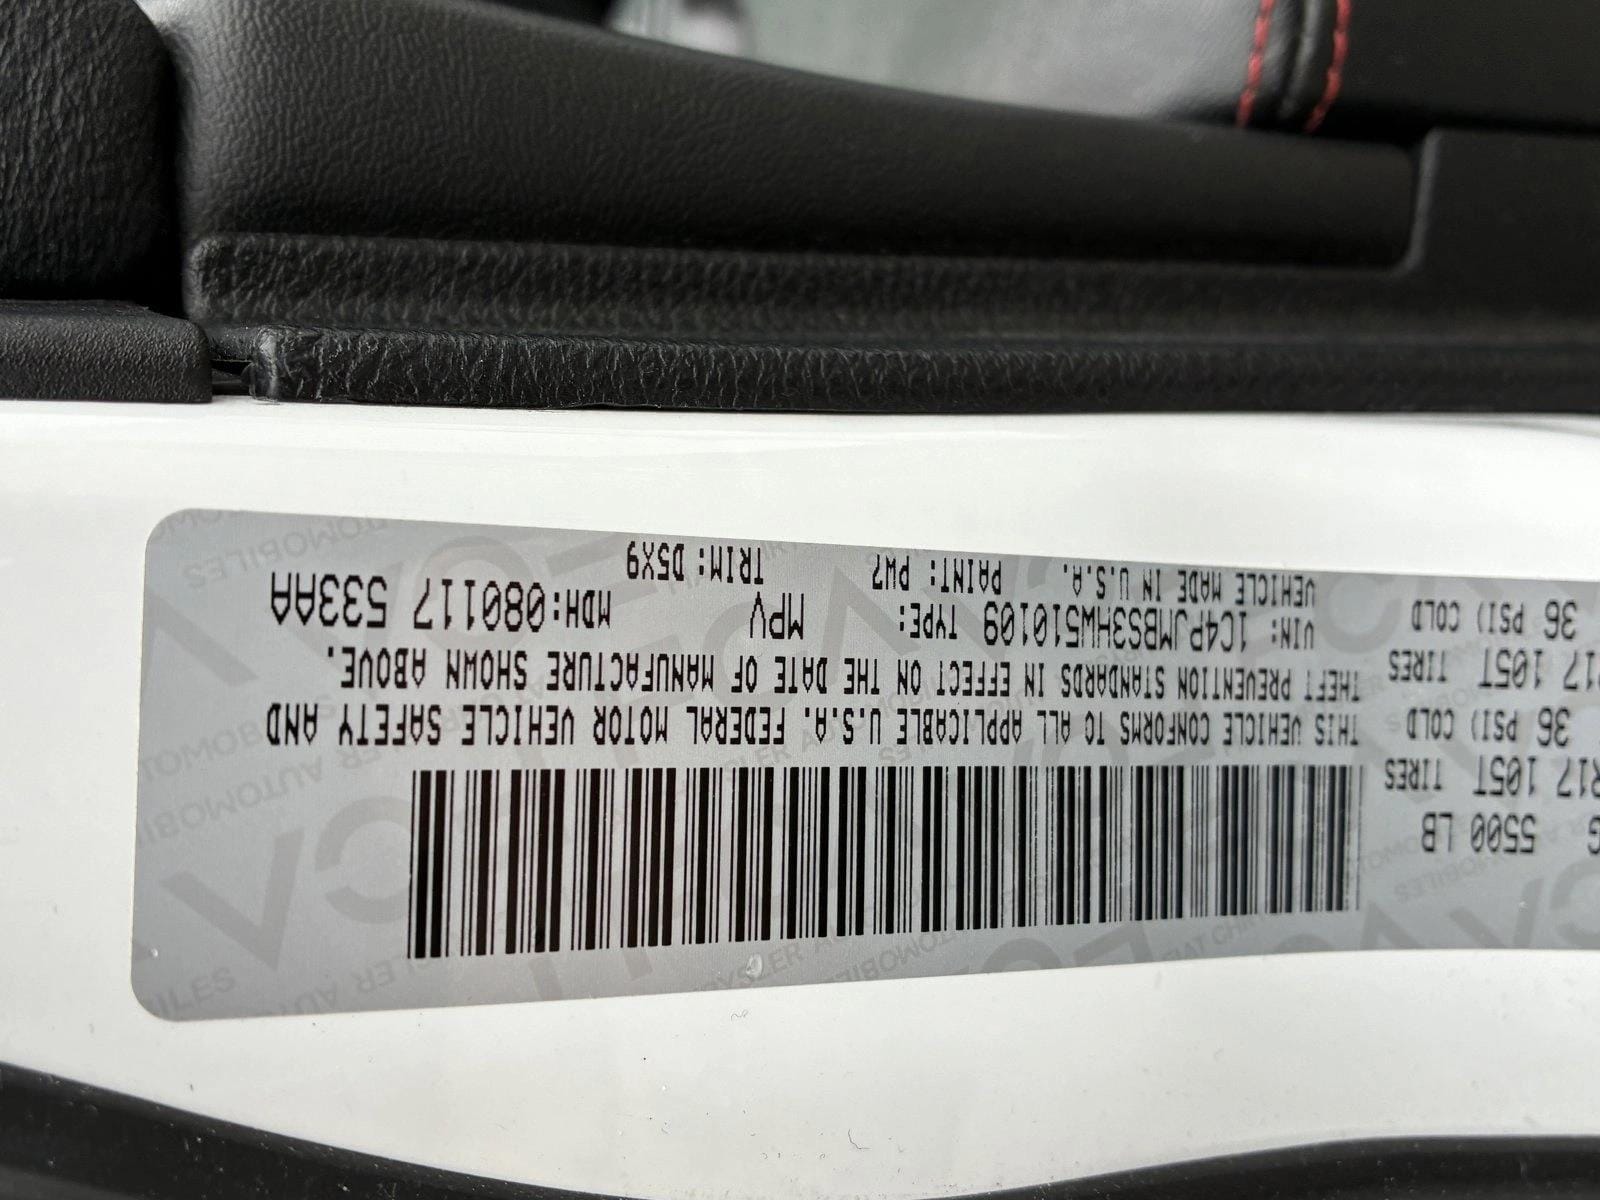 5500 LB
R17 105T TIRES
36 PSI) COLD
R17 105T TIRES
36 PSI) COLD
THIS VEHICLE CONFORMS TO ALL APPLICABLE U.S.A. FEDERAL MOTOR VEHICLE SAFETY AND
THEFT PREVENTION STANDARDS IN EFFECT ON THE DATE OF MANUFACTURE SHOWN ABOVE.
VIN: 1C4PJMBS3HW510109 TYPE: MPV MDH:080117 533AA
VEHICLE MADE IN U.S.A. PAINT: PW7 TRIM: D5X9